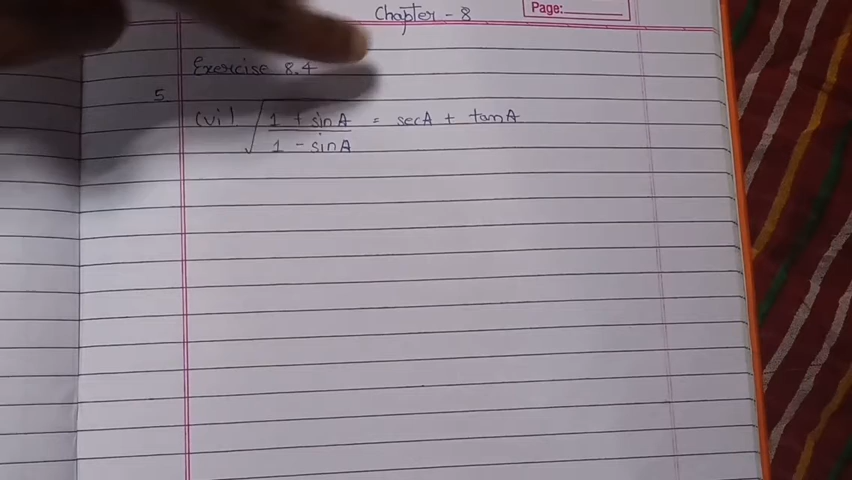 Page:
Chapter - 8
Exercise 8.4
5
(vi) √(1 + sinA / 1 - sinA) = secA + tanA